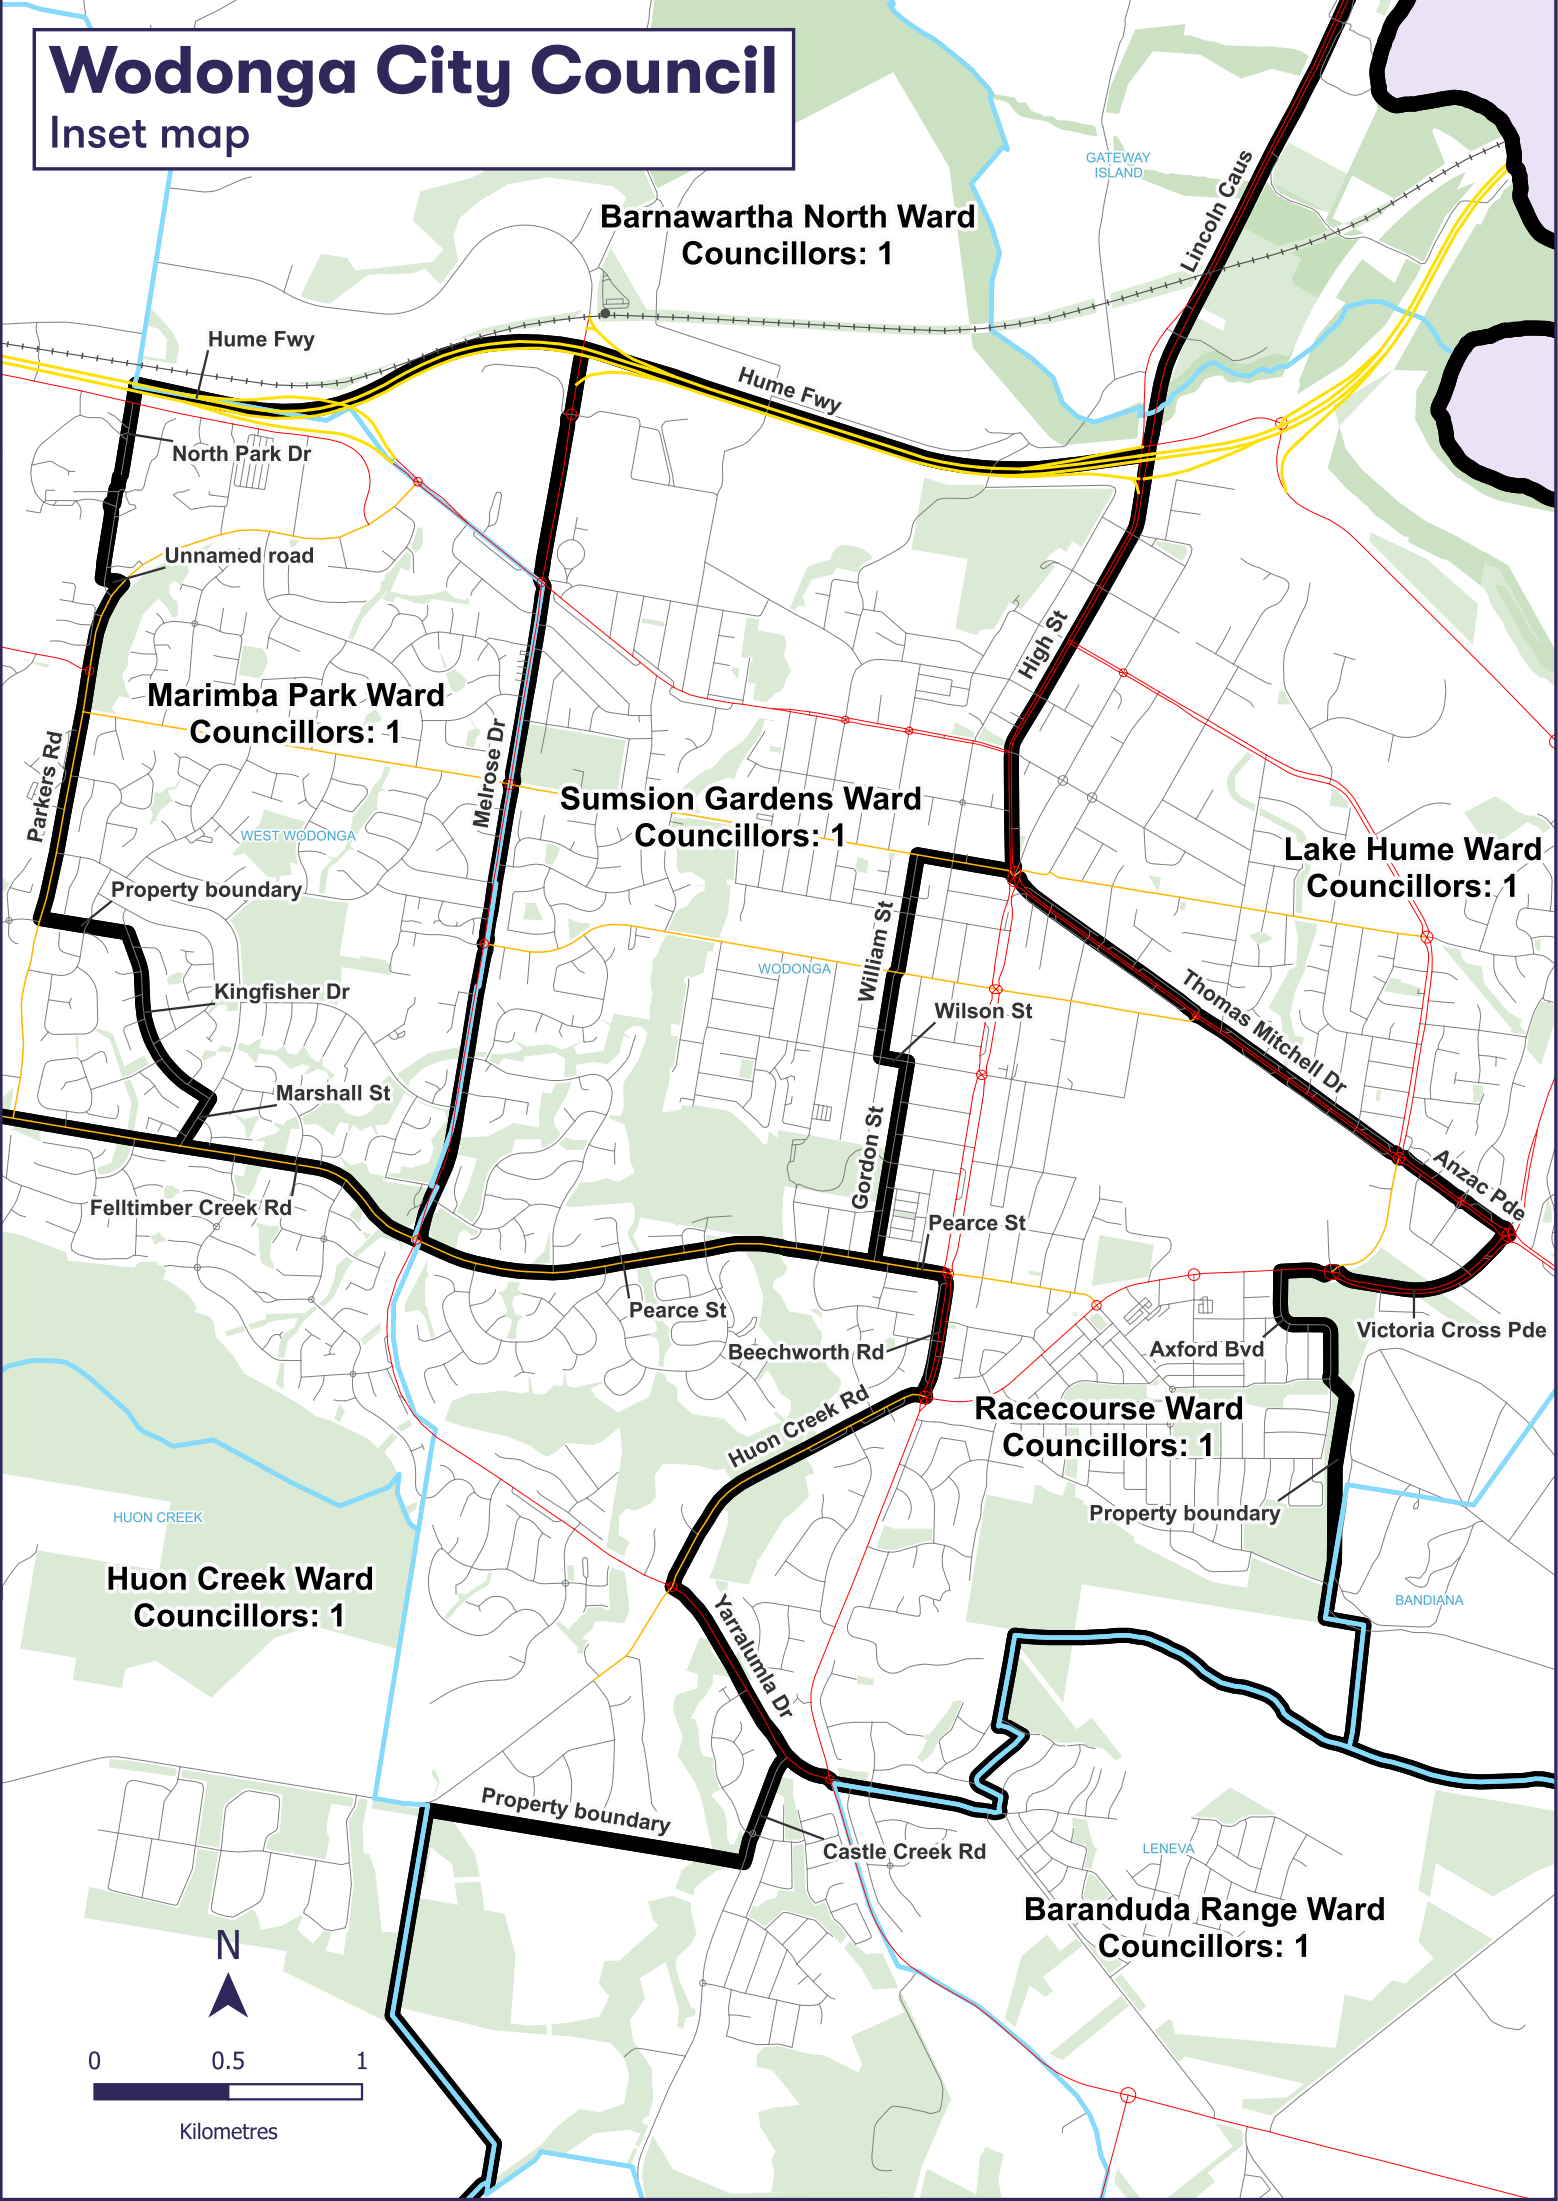 Wodonga City Council
Inset map
GATEWAY
ISLAND
Lincoln Caus
Barnawartha North Ward
Councillors: 1
Hume Fwy
Hume Fwy
North Park Dr
Unnamed road
High St
Marimba Park Ward
Councillors: 1
Parkers Rd
Melrose Dr
Sumsion Gardens Ward
Councillors: 1
WEST WODONGA
Lake Hume Ward
Councillors: 1
Property boundary
William St
WODONGA
Kingfisher Dr
Wilson St
Thomas Mitchell Dr
Marshall St
Gordon St
Anzac Pde
Felltimber Creek Rd
Pearce St
Pearce St
Victoria Cross Pde
Beechworth Rd
Axford Bvd
Huon Creek Rd
Racecourse Ward
Councillors: 1
HUON CREEK
Property boundary
Huon Creek Ward
Councillors: 1
BANDIANA
Yarralumla Dr
Property boundary
Castle Creek Rd
LENEVA
Baranduda Range Ward
Councillors: 1
N
0 0.5 1
Kilometres